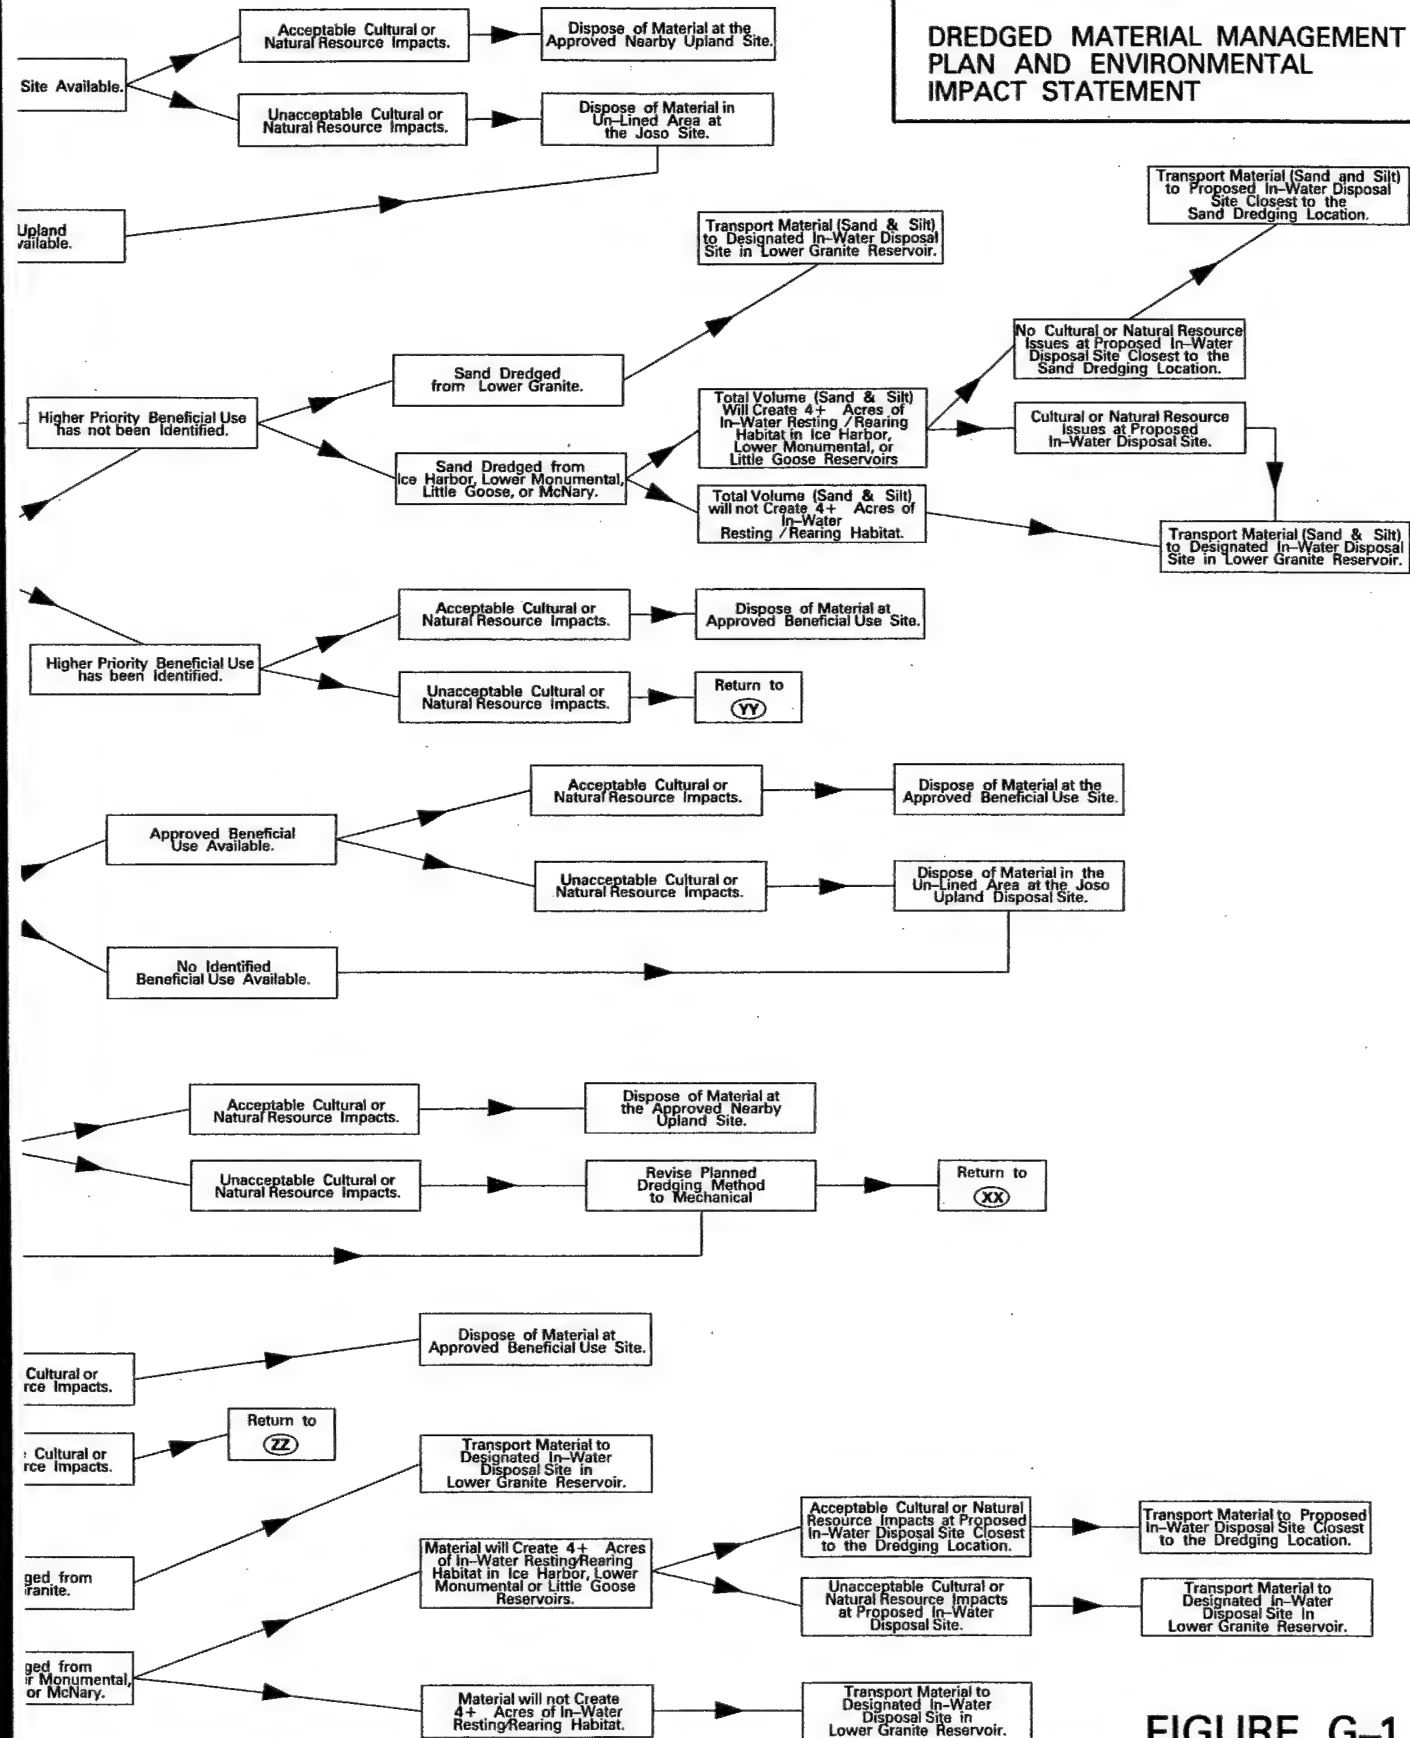 DREDGED MATERIAL MANAGEMENT
PLAN AND ENVIRONMENTAL
IMPACT STATEMENT
Site Available.
Acceptable Cultural or
Natural Resource Impacts.
Dispose of Material at the
Approved Nearby Upland Site.
Unacceptable Cultural or
Natural Resource Impacts.
Dispose of Material in
Un-Lined Area at
the Joso Site.
Upland
vailable.
Transport Material (Sand and Silt)
to Proposed In-Water Disposal
Site Closest to the
Sand Dredging Location.
Transport Material (Sand & Silt)
to Designated In-Water Disposal
Site in Lower Granite Reservoir.
No Cultural or Natural Resource
Issues at Proposed In-Water
Disposal Site Closest to the
Sand Dredging Location.
Sand Dredged
from Lower Granite.
Higher Priority Beneficial Use
has not been Identified.
Total Volume (Sand & Silt)
Will Create 4+ Acres of
In-Water Resting /Rearing
Habitat in Ice Harbor,
Lower Monumental, or
Little Goose Reservoirs
Cultural or Natural Resource
Issues at Proposed
In-Water Disposal Site.
Sand Dredged from
Ice Harbor, Lower Monumental,
Little Goose, or McNary.
Total Volume (Sand & Silt)
will not Create 4+ Acres of
In-Water
Resting /Rearing Habitat.
Transport Material (Sand & Silt)
to Designated In-Water Disposal
Site in Lower Granite Reservoir.
Acceptable Cultural or
Natural Resource Impacts.
Dispose of Material at
Approved Beneficial Use Site.
Higher Priority Beneficial Use
has been Identified.
Unacceptable Cultural or
Natural Resource Impacts.
Return to
YY
Acceptable Cultural or
Natural Resource Impacts.
Dispose of Material at the
Approved Beneficial Use Site.
Approved Beneficial
Use Available.
Unacceptable Cultural or
Natural Resource Impacts.
Dispose of Material in the
Un-Lined Area at the Joso
Upland Disposal Site.
No Identified
Beneficial Use Available.
Acceptable Cultural or
Natural Resource Impacts.
Dispose of Material at
the Approved Nearby
Upland Site.
Unacceptable Cultural or
Natural Resource Impacts.
Revise Planned
Dredging Method
to Mechanical
Return to
XX
Dispose of Material at
Approved Beneficial Use Site.
Cultural or
rce Impacts.
Return to
ZZ
Cultural or
rce Impacts.
Transport Material to
Designated In-Water
Disposal Site in
Lower Granite Reservoir.
Acceptable Cultural or Natural
Resource Impacts at Proposed
In-Water Disposal Site Closest
to the Dredging Location.
Transport Material to Proposed
In-Water Disposal Site Closest
to the Dredging Location.
Material will Create 4+ Acres
of In-Water Resting/Rearing
Habitat in Ice Harbor, Lower
Monumental or Little Goose
Reservoirs.
ged from
ranite.
Unacceptable Cultural or
Natural Resource Impacts
at Proposed In-Water
Disposal Site.
Transport Material to
Designated In-Water
Disposal Site In
Lower Granite Reservoir.
ged from
r Monumental,
or McNary.
Material will not Create
4+ Acres of In-Water
Resting/Rearing Habitat.
Transport Material to
Designated In-Water
Disposal Site in
Lower Granite Reservoir.
FIGURE G-1